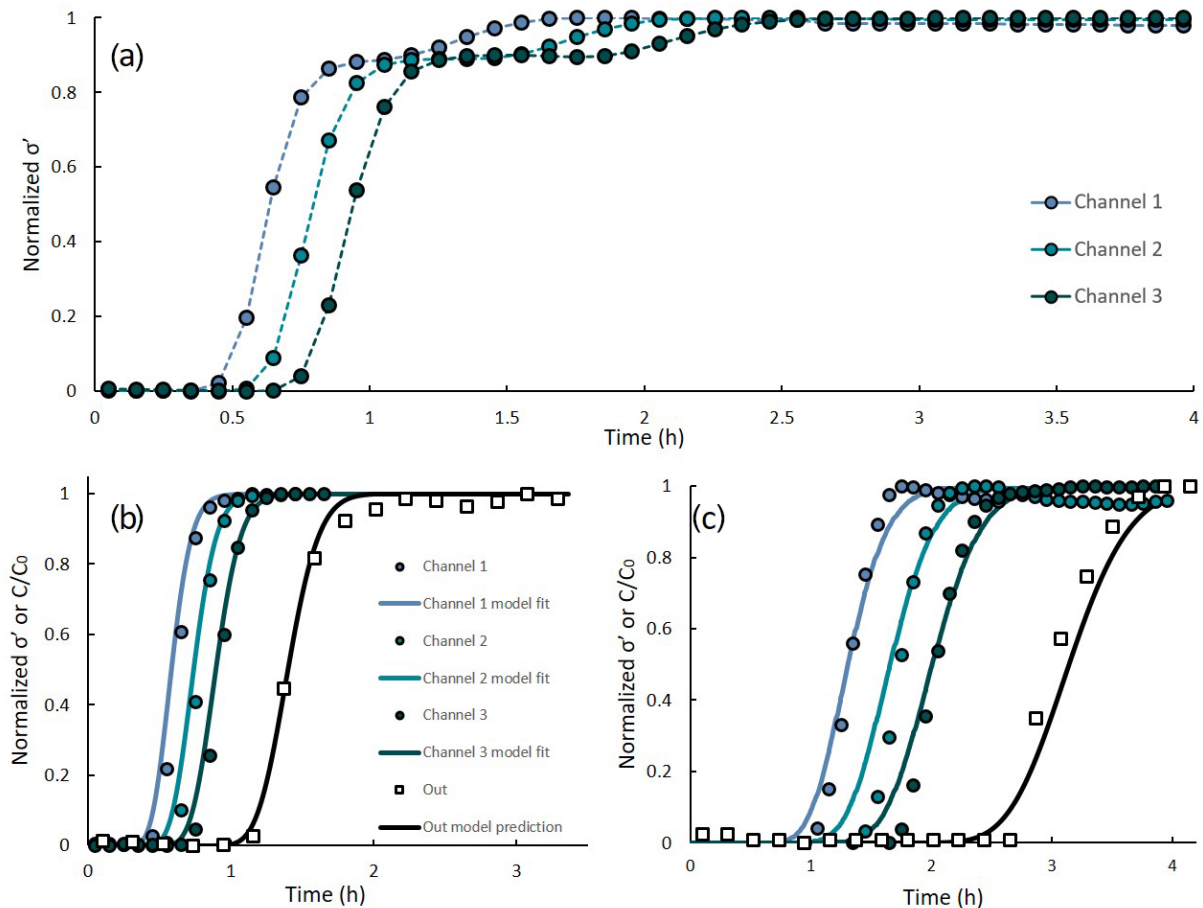 (a)
Normalized σ’
1
0.8
0.6
0.4
0.2
0
0 0.5 1 1.5 2 2.5 3 3.5 4
Time (h)
Channel 1
Channel 2
Channel 3
(b)
Normalized σ’ or C/C₀
1
0.8
0.6
0.4
0.2
0
0 1 2 3
Time (h)
Channel 1
Channel 1 model fit
Channel 2
Channel 2 model fit
Channel 3
Channel 3 model fit
Out
Out model prediction
(c)
Normalized σ’ or C/C₀
1
0.8
0.6
0.4
0.2
0
0 1 2 3 4
Time (h)